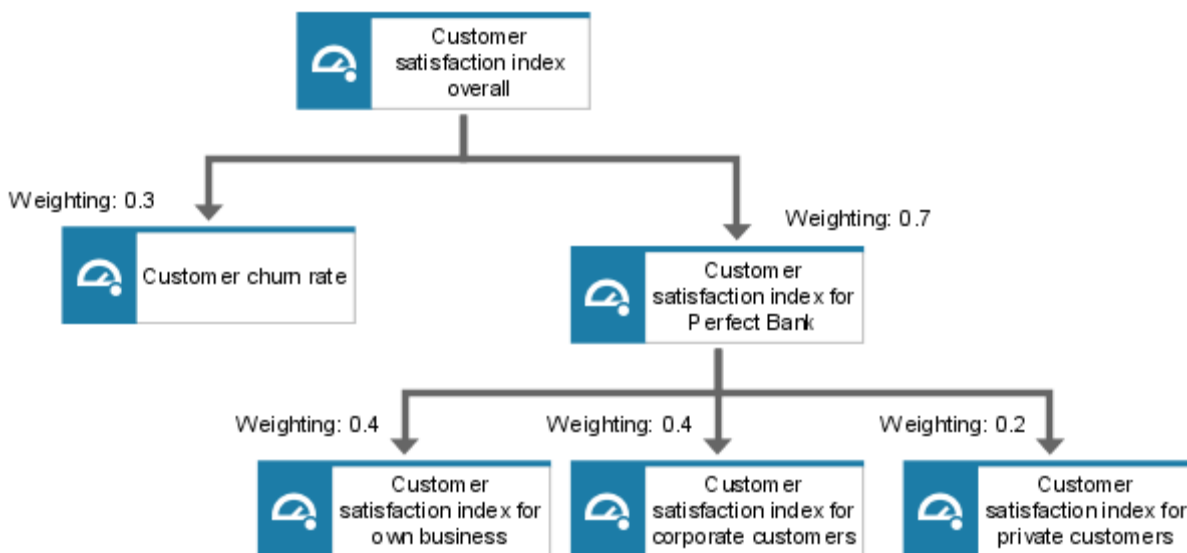 Customer
satisfaction index
overall
Weighting: 0.3
Weighting: 0.7
Customer churn rate
Customer
satisfaction index for
Perfect Bank
Weighting: 0.4
Weighting: 0.4
Weighting: 0.2
Customer
satisfaction index for
own business
Customer
satisfaction index for
corporate customers
Customer
satisfaction index for
private customers